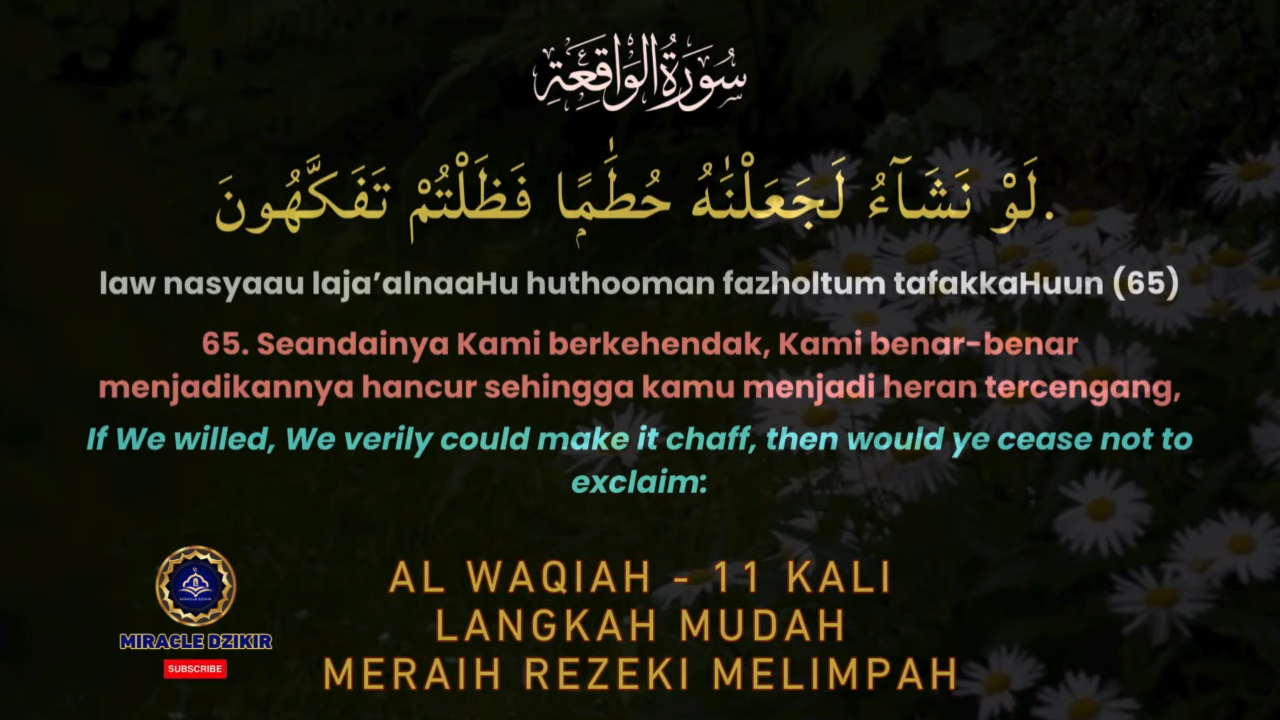 سُورَةُ الوَاقِعَةِ
لَوْ نَشَآءُ لَجَعَلْنَٰهُ حُطَٰمًۭا فَظَلْتُمْ تَفَكَّهُونَ.
law nasyaau laja’alnaaHu huthooman fazholtum tafakkaHuun (65)
65. Seandainya Kami berkehendak, Kami benar-benar
menjadikannya hancur sehingga kamu menjadi heran tercengang,
If We willed, We verily could make it chaff, then would ye cease not to
exclaim:
AL WAQIAH - 11 KALI
LANGKAH MUDAH
MERAIH REZEKI MELIMPAH
MIRACLE DZIKIR
MIRACLE DZIKIR
SUBSCRIBE